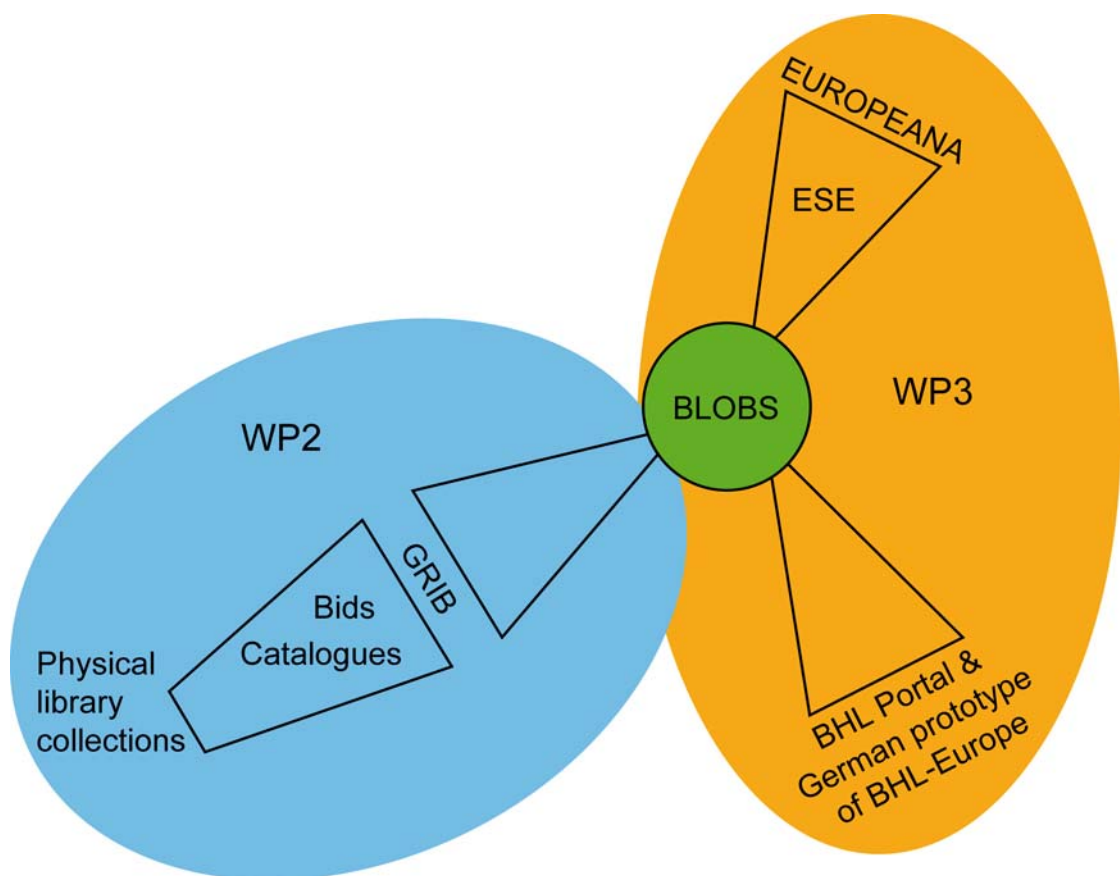 EUROPEANA
ESE
BLOBS
WP3
WP2
GRIB
Bids
Catalogues
Physical
library
collections
BHL Portal &
German prototype
of BHL-Europe